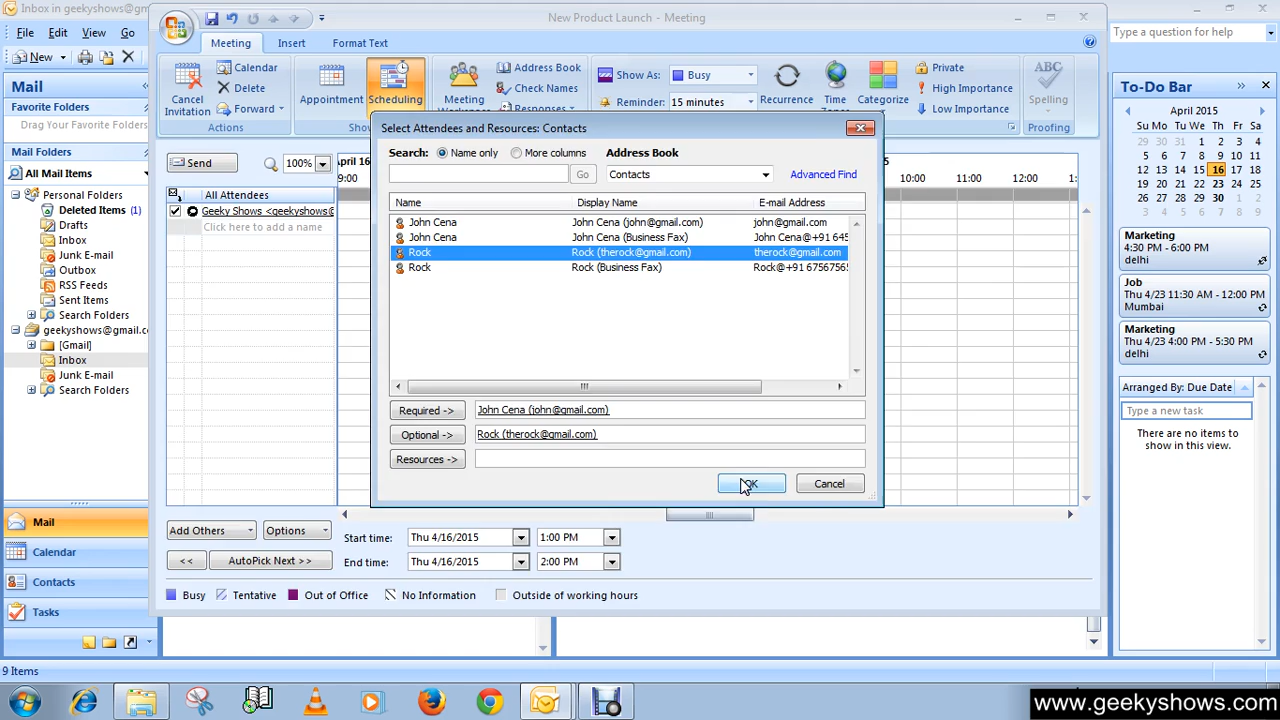 Inbox in geekyshows@
New Product Launch - Meeting
File Edit View Go
Type a question for help
New
Meeting Insert Format Text
Cancel Invitation
Calendar
Delete
Forward
Actions
Appointment
Scheduling
Meeting
Address Book
Check Names
Responses
Show As: Busy
Reminder: 15 minutes
Recurrence
Time
Categorize
Private
High Importance
Low Importance
Spelling
Proofing
Mail
Favorite Folders
Drag Your Favorite Folders
Mail Folders
All Mail Items
Personal Folders
Deleted Items (1)
Drafts
Inbox
Junk E-mail
Outbox
RSS Feeds
Sent Items
Search Folders
geekyshows@gmail.co
[Gmail]
Inbox
Junk E-mail
Search Folders
Mail
Calendar
Contacts
Tasks
9 Items
Send
100%
April 16
9:00
10:00 11:00 12:00
All Attendees
Geeky Shows <geekyshows@
Click here to add a name
Select Attendees and Resources: Contacts
Search: Name only More columns Address Book
Go Contacts Advanced Find
Name Display Name E-mail Address
John Cena John Cena (john@gmail.com) john@gmail.com
John Cena John Cena (Business Fax) John Cena@+91 645
Rock Rock (therock@gmail.com) therock@gmail.com
Rock Rock (Business Fax) Rock@+91 6756756
Required -> John Cena (john@gmail.com)
Optional -> Rock (therock@gmail.com)
Resources ->
OK Cancel
Add Others Options
Start time: Thu 4/16/2015 1:00 PM
<< AutoPick Next >>
End time: Thu 4/16/2015 2:00 PM
Busy Tentative Out of Office No Information Outside of working hours
To-Do Bar
April 2015
Su Mo Tu We Th Fr Sa
29 30 31 1 2 3 4
5 6 7 8 9 10 11
12 13 14 15 16 17 18
19 20 21 22 23 24 25
26 27 28 29 30 1 2
3 4 5 6 7 8 9
Marketing
4:30 PM - 6:00 PM
delhi
Job
Thu 4/23 11:30 AM - 12:00 PM
Mumbai
Marketing
Thu 4/23 4:00 PM - 5:30 PM
delhi
Arranged By: Due Date
Type a new task
There are no items to
show in this view.
www.geekyshows.com